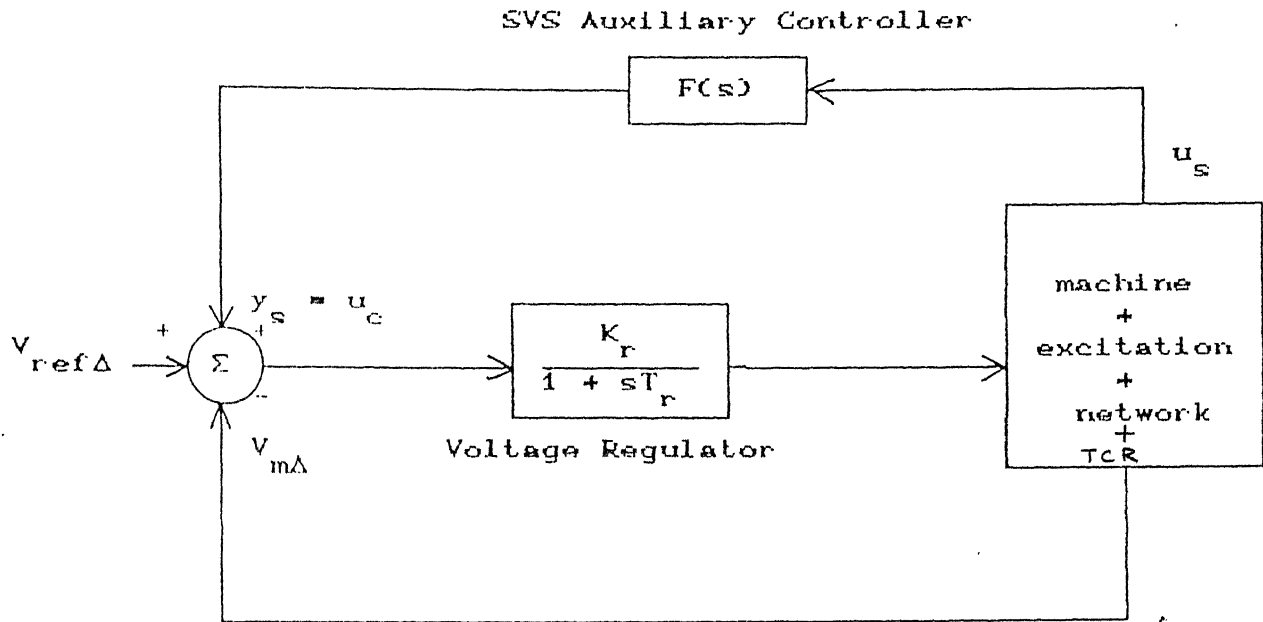 SVS Auxiliary Controller
F(s)
u_s
y_s = u_c
+
+
V_refΔ
Σ
-
V_mΔ
K_r
1 + sT_r
Voltage Regulator
machine
+
excitation
+
network
+
TCR